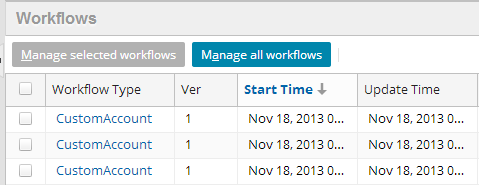 Workflows
Manage selected workflows Manage all workflows
Workflow Type Ver Start Time Update Time
CustomAccount 1 Nov 18, 2013 0... Nov 18, 2013 0...
CustomAccount 1 Nov 18, 2013 0... Nov 18, 2013 0...
CustomAccount 1 Nov 18, 2013 0... Nov 18, 2013 0...